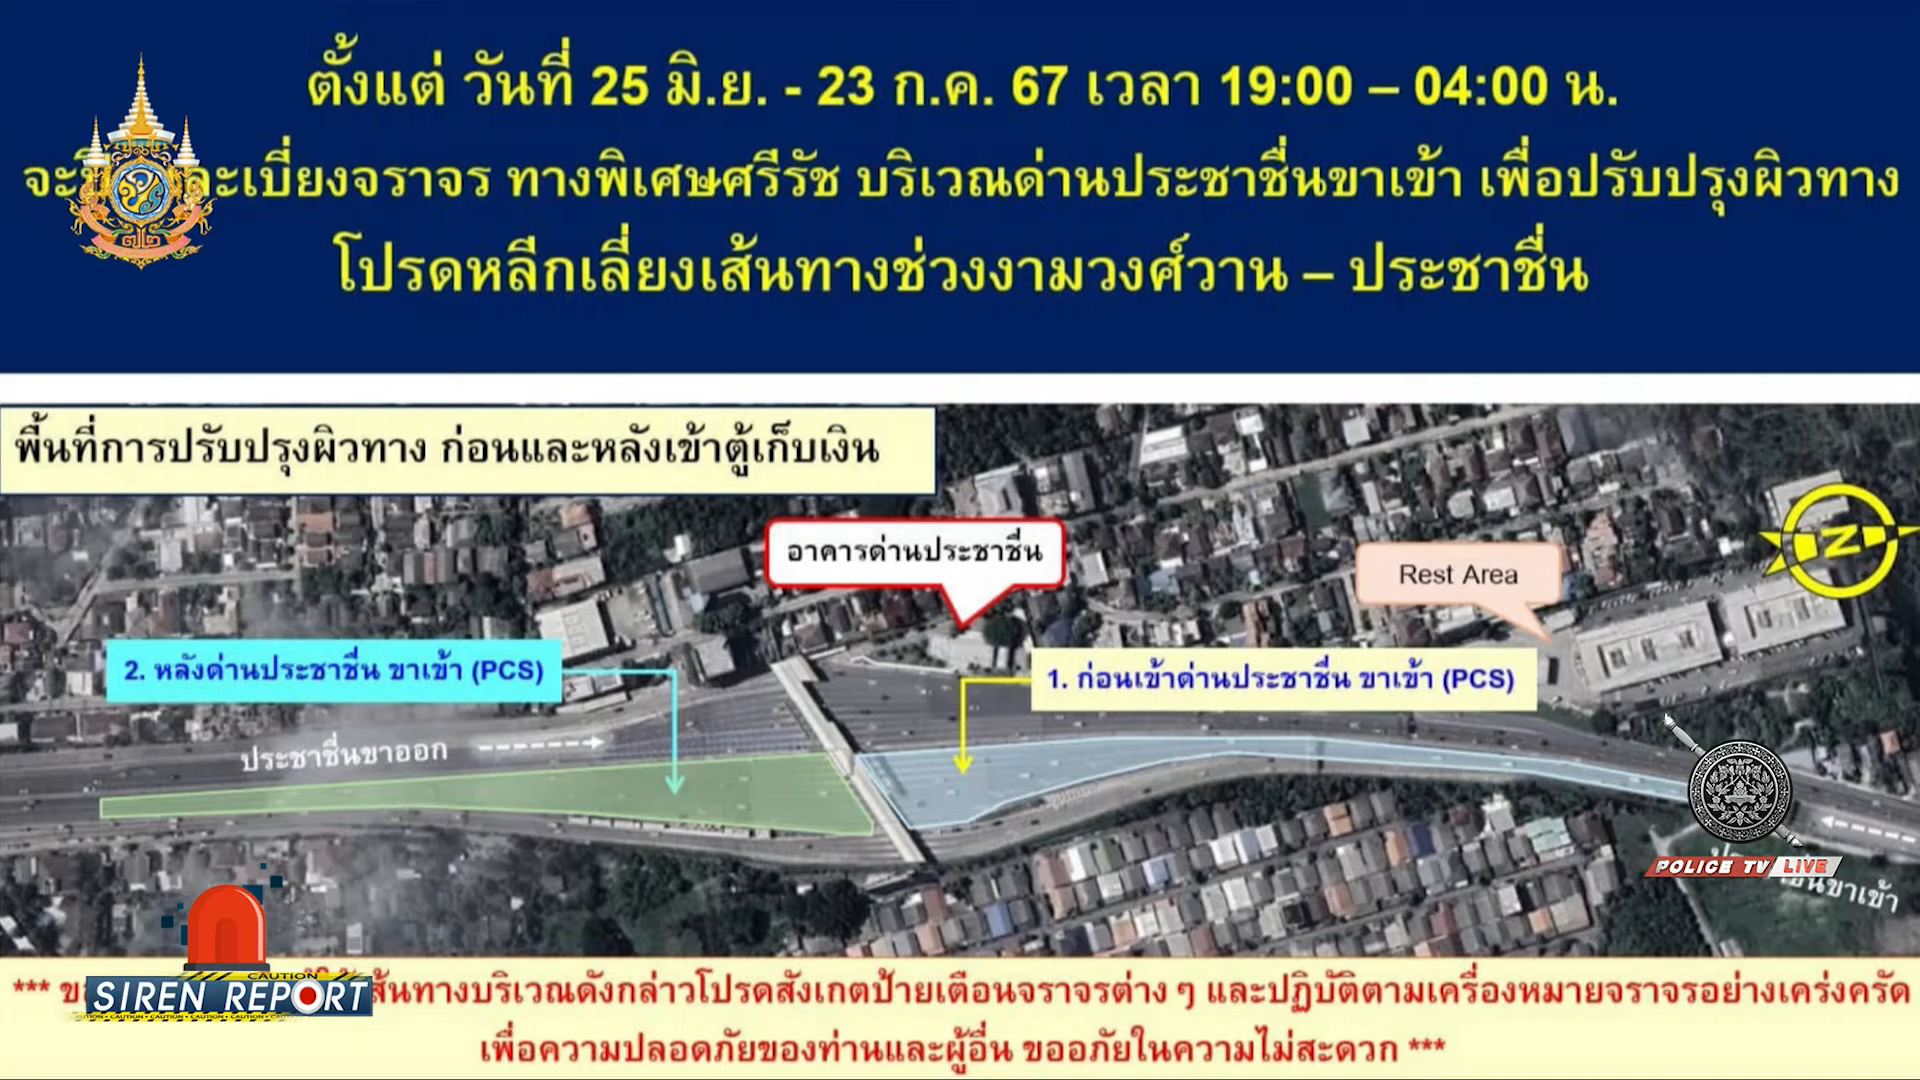 ตั้งแต่ วันที่ 25 มิ.ย. - 23 ก.ค. 67 เวลา 19:00 – 04:00 น.
เบี่ยงจราจร ทางพิเศษศรีรัช บริเวณด่านประชาชื่นขาเข้า เพื่อปรับปรุงผิวทาง
โปรดหลีกเลี่ยงเส้นทางช่วงงามวงศ์วาน – ประชาชื่น
พื้นที่การปรับปรุงผิวทาง ก่อนและหลังเข้าตู้เก็บเงิน
อาคารด่านประชาชื่น
Rest Area
N
2. หลังด่านประชาชื่น ขาเข้า (PCS)
1. ก่อนเข้าด่านประชาชื่น ขาเข้า (PCS)
ประชาชื่นขาออก
POLICE TV LIVE
ขาเข้า
CAUTION
SIREN REPORT
*** เส้นทางบริเวณดังกล่าวโปรดสังเกตป้ายเตือนจราจรต่าง ๆ และปฏิบัติตามเครื่องหมายจราจรอย่างเคร่งครัด
เพื่อความปลอดภัยของท่านและผู้อื่น ขออภัยในความไม่สะดวก ***